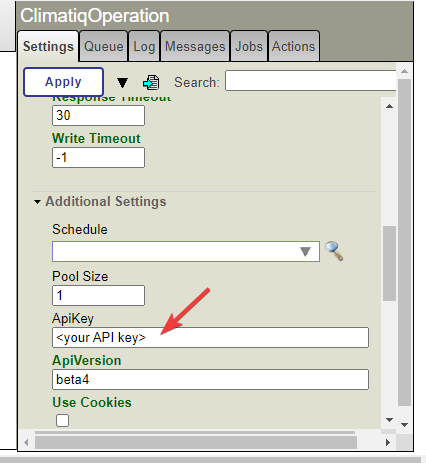 ClimatiqOperation
Settings Queue Log Messages Jobs Actions
Apply Search:
Response Timeout
30
Write Timeout
-1
Additional Settings
Schedule
Pool Size
1
ApiKey
<your API key>
ApiVersion
beta4
Use Cookies